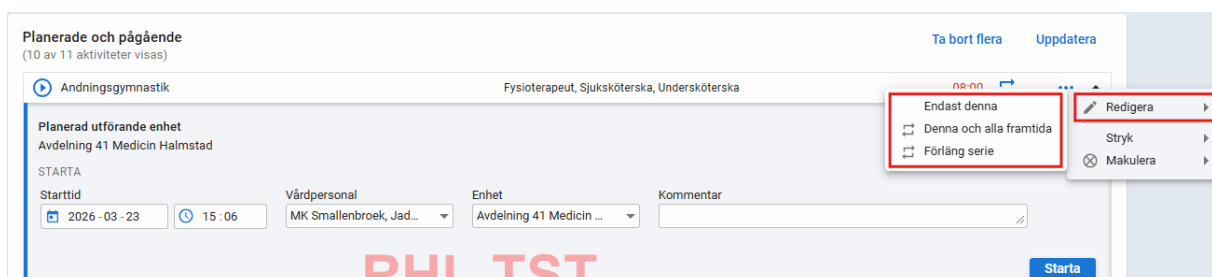 Planerade och pågående
Ta bort flera
Uppdatera
(10 av 11 aktiviteter visas)
Andningsgymnastik
Fysioterapeut, Sjuksköterska, Undersköterska
08:00
Endast denna
Redigera
Planerad utförande enhet
Denna och alla framtida
Avdelning 41 Medicin Halmstad
Stryk
Förläng serie
Makulera
STARTA
Starttid
Vårdpersonal
Enhet
Kommentar
2026-03-23
15:06
MK Smallenbroek, Jad...
Avdelning 41 Medicin ...
RHL TST
Starta